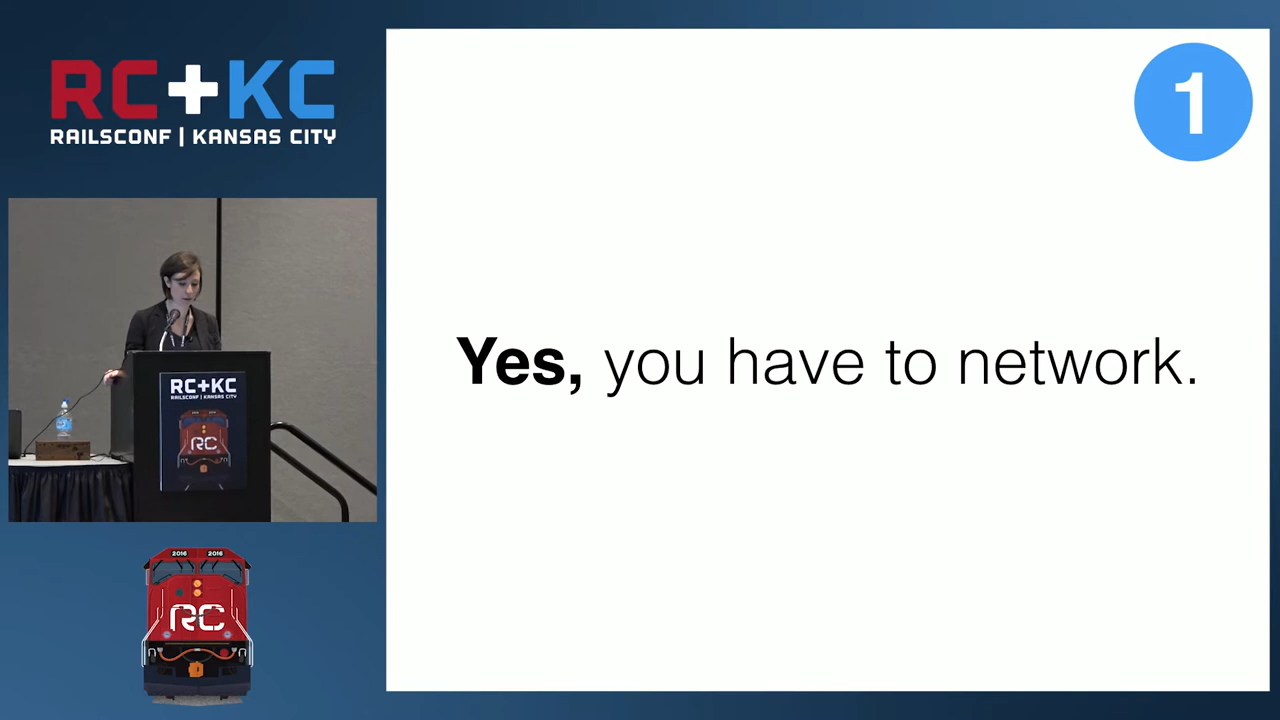 RC+KC
RAILSCONF | KANSAS CITY
1
Yes, you have to network.
RC+KC
RAILSCONF | KANSAS CITY
RC
2016 2016
RC